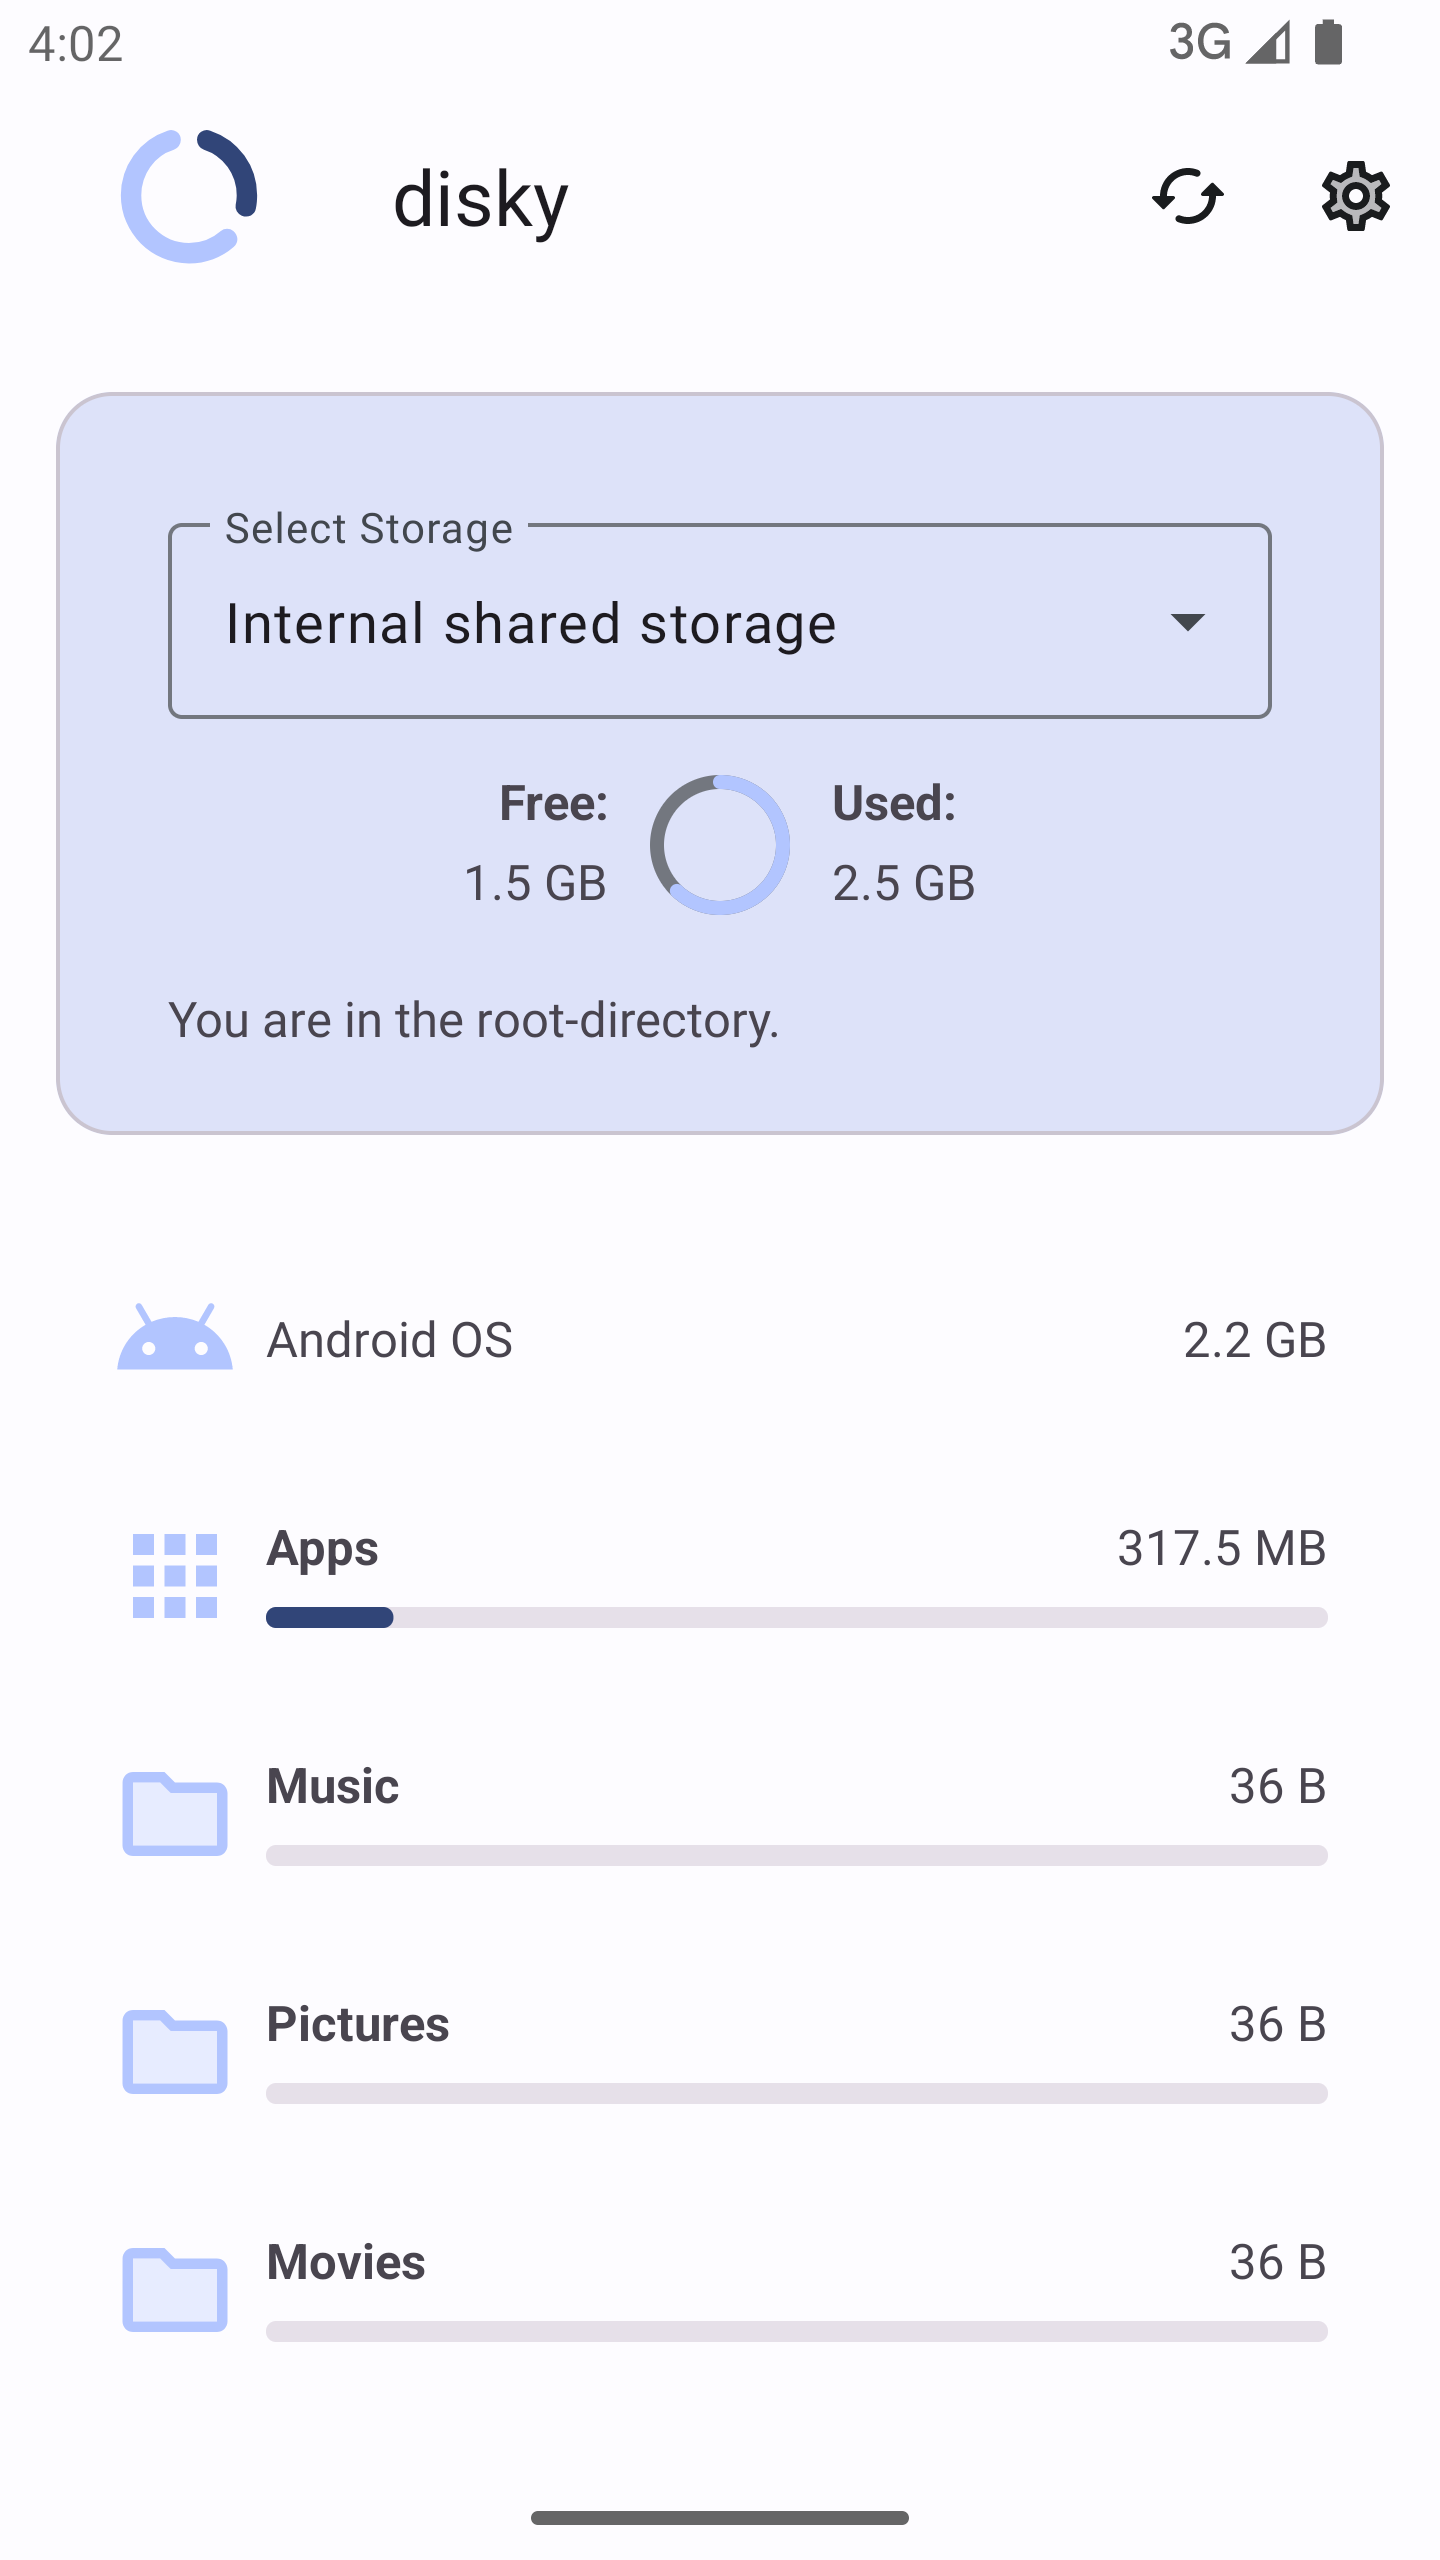 4:02
3G
disky
Select Storage
Internal shared storage
Free:
Used:
1.5 GB
2.5 GB
You are in the root-directory.
Android OS
2.2 GB
Apps
317.5 MB
Music
36 B
Pictures
36 B
Movies
36 B